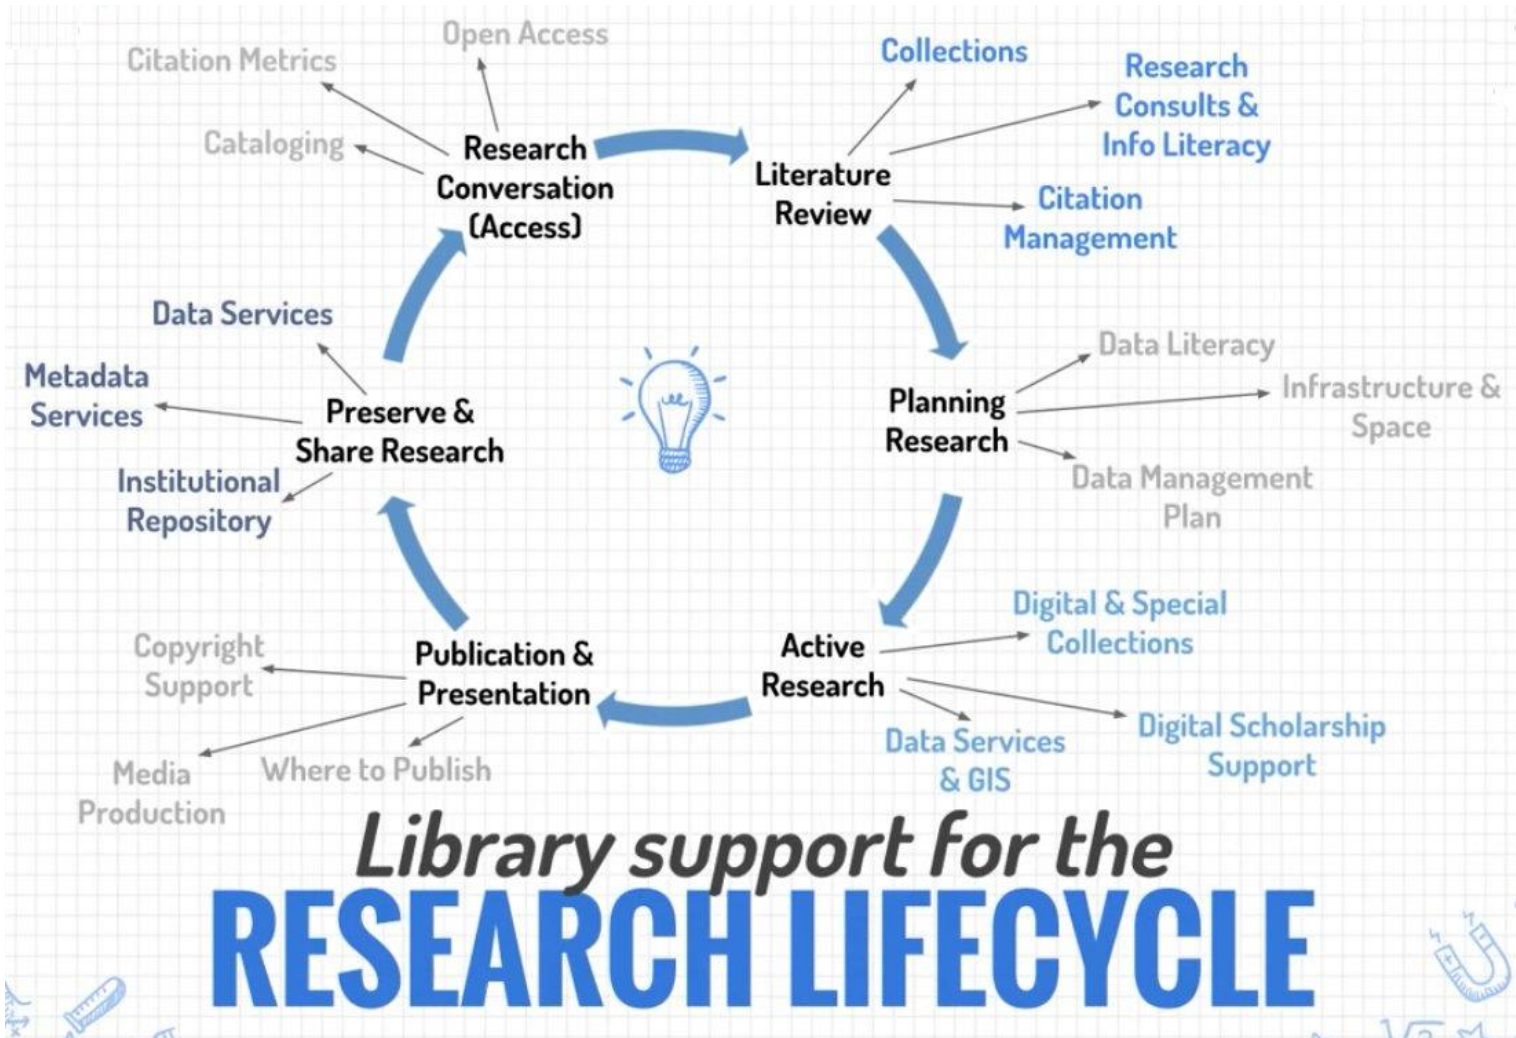 Open Access
Citation Metrics
Cataloging
Research
Conversation
(Access)
Collections
Research
Consults &
Info Literacy
Literature
Review
Citation
Management
Data Services
Metadata
Services
Institutional
Repository
Preserve &
Share Research
Planning
Research
Data Literacy
Infrastructure &
Space
Data Management
Plan
Copyright
Support
Media
Production
Where to Publish
Publication &
Presentation
Active
Research
Digital & Special
Collections
Digital Scholarship
Support
Data Services
& GIS
Library support for the
RESEARCH LIFECYCLE